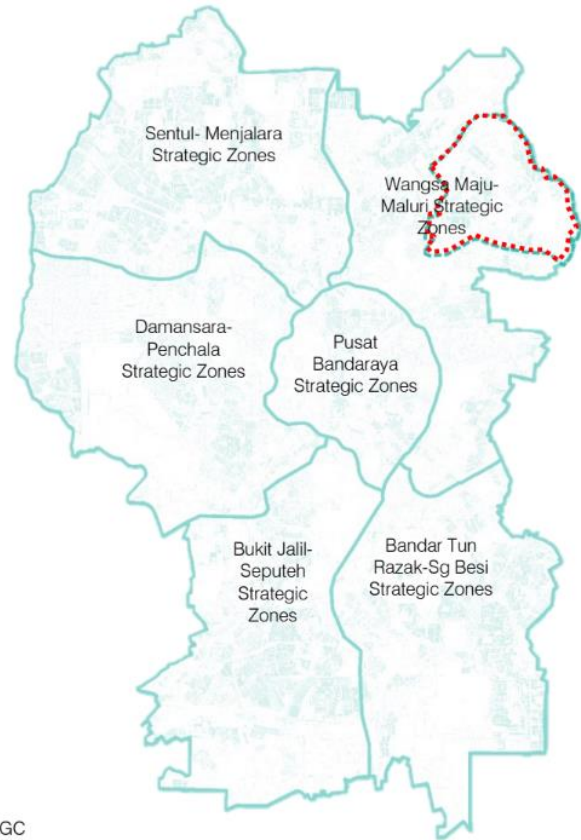 Sentul- Menjalara
Strategic Zones
Wangsa Maju-
Maluri Strategic
Zones
Damansara-
Penchala
Strategic Zones
Pusat
Bandaraya
Strategic Zones
Bukit Jalil-
Seputeh
Strategic
Zones
Bandar Tun
Razak-Sg Besi
Strategic Zones
GC